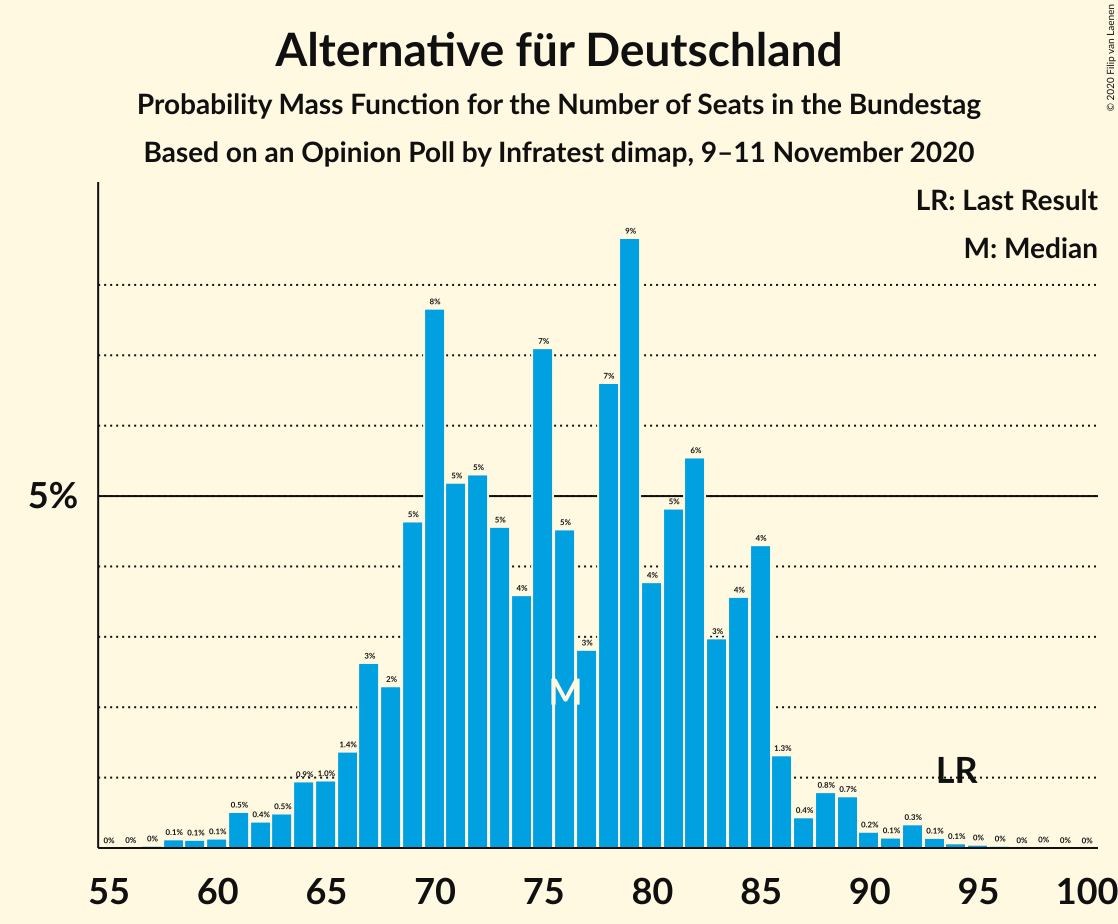 Alternative für Deutschland
Probability Mass Function for the Number of Seats in the Bundestag
Based on an Opinion Poll by Infratest dimap, 9–11 November 2020
© 2020 Filip van Laenen
LR: Last Result
M: Median
5%
0% 0% 0% 0.1% 0.1% 0.1% 0.5% 0.4% 0.5% 0.9% 1.0% 1.4% 3% 2% 5% 8% 5% 5% 5% 4% 7% 5% 3% 7% 9% 4% 5% 6% 3% 4% 4% 1.3% 0.4% 0.8% 0.7% 0.2% 0.1% 0.3% 0.1% 0.1% 0% 0% 0% 0% 0% 0%
M
LR
55 60 65 70 75 80 85 90 95 100